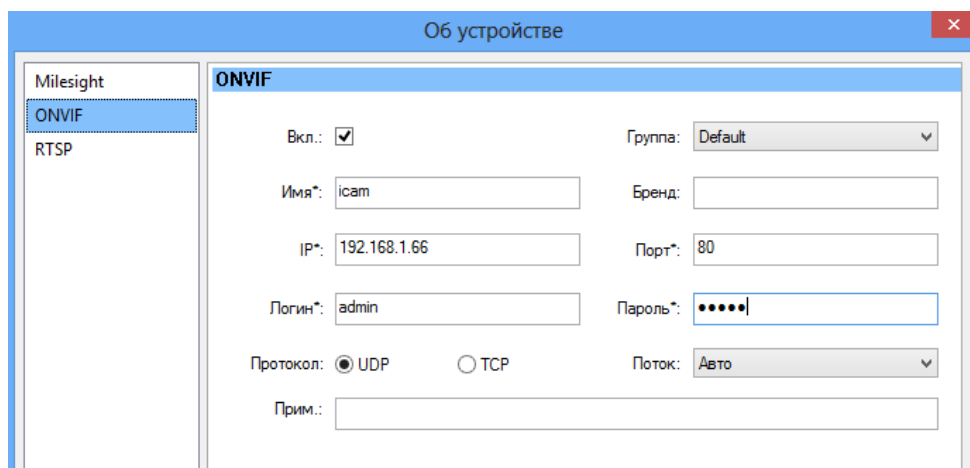 Об устройстве
Milesight
ONVIF
RTSP
ONVIF
Вкл.: Группа: Default
Имя*: icam Бренд:
IP*: 192.168.1.66 Порт*: 80
Логин*: admin Пароль*: •••••
Протокол: UDP TCP Поток: Авто
Прим.: